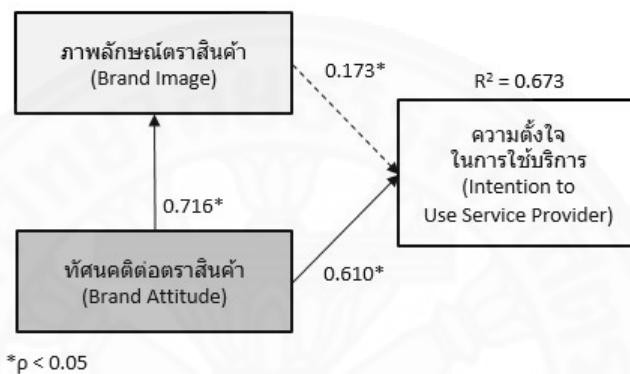 ภาพลักษณ์ตราสินค้า
(Brand Image)
0.173*
R² = 0.673
ความตั้งใจ
ในการใช้บริการ
(Intention to
Use Service Provider)
0.716*
ทัศนคติต่อตราสินค้า
(Brand Attitude)
0.610*
*ρ < 0.05